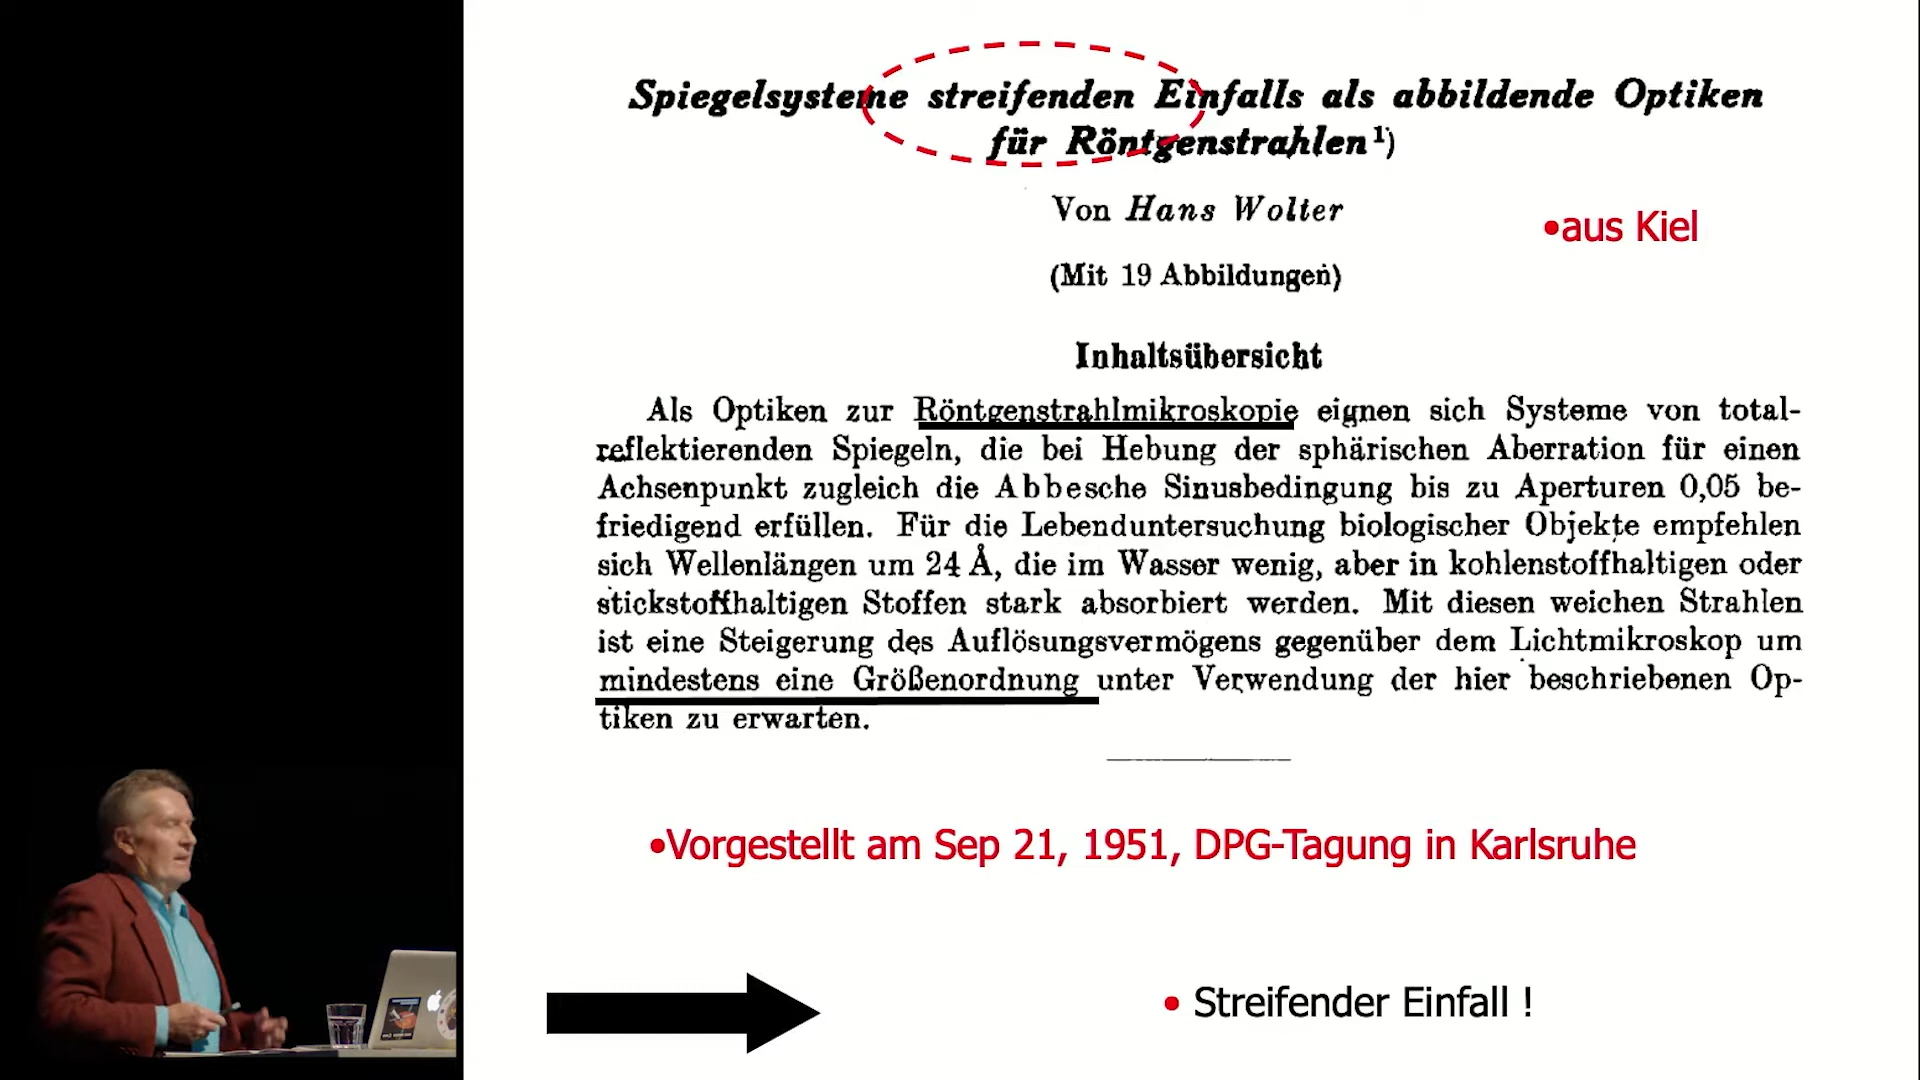 Spiegelsysteme streifenden Einfalls als abbildende Optiken
für Röntgenstrahlen¹)
Von Hans Wolter
•aus Kiel
(Mit 19 Abbildungen)
Inhaltsübersicht
Als Optiken zur Röntgenstrahlmikroskopie eignen sich Systeme von total-
reflektierenden Spiegeln, die bei Hebung der sphärischen Aberration für einen
Achsenpunkt zugleich die Abbesche Sinusbedingung bis zu Aperturen 0,05 be-
friedigend erfüllen. Für die Lebenduntersuchung biologischer Objekte empfehlen
sich Wellenlängen um 24 Å, die im Wasser wenig, aber in kohlenstoffhaltigen oder
stickstoffhaltigen Stoffen stark absorbiert werden. Mit diesen weichen Strahlen
ist eine Steigerung des Auflösungsvermögens gegenüber dem Lichtmikroskop um
mindestens eine Größenordnung unter Verwendung der hier beschriebenen Op-
tiken zu erwarten.
•Vorgestellt am Sep 21, 1951, DPG-Tagung in Karlsruhe
• Streifender Einfall !